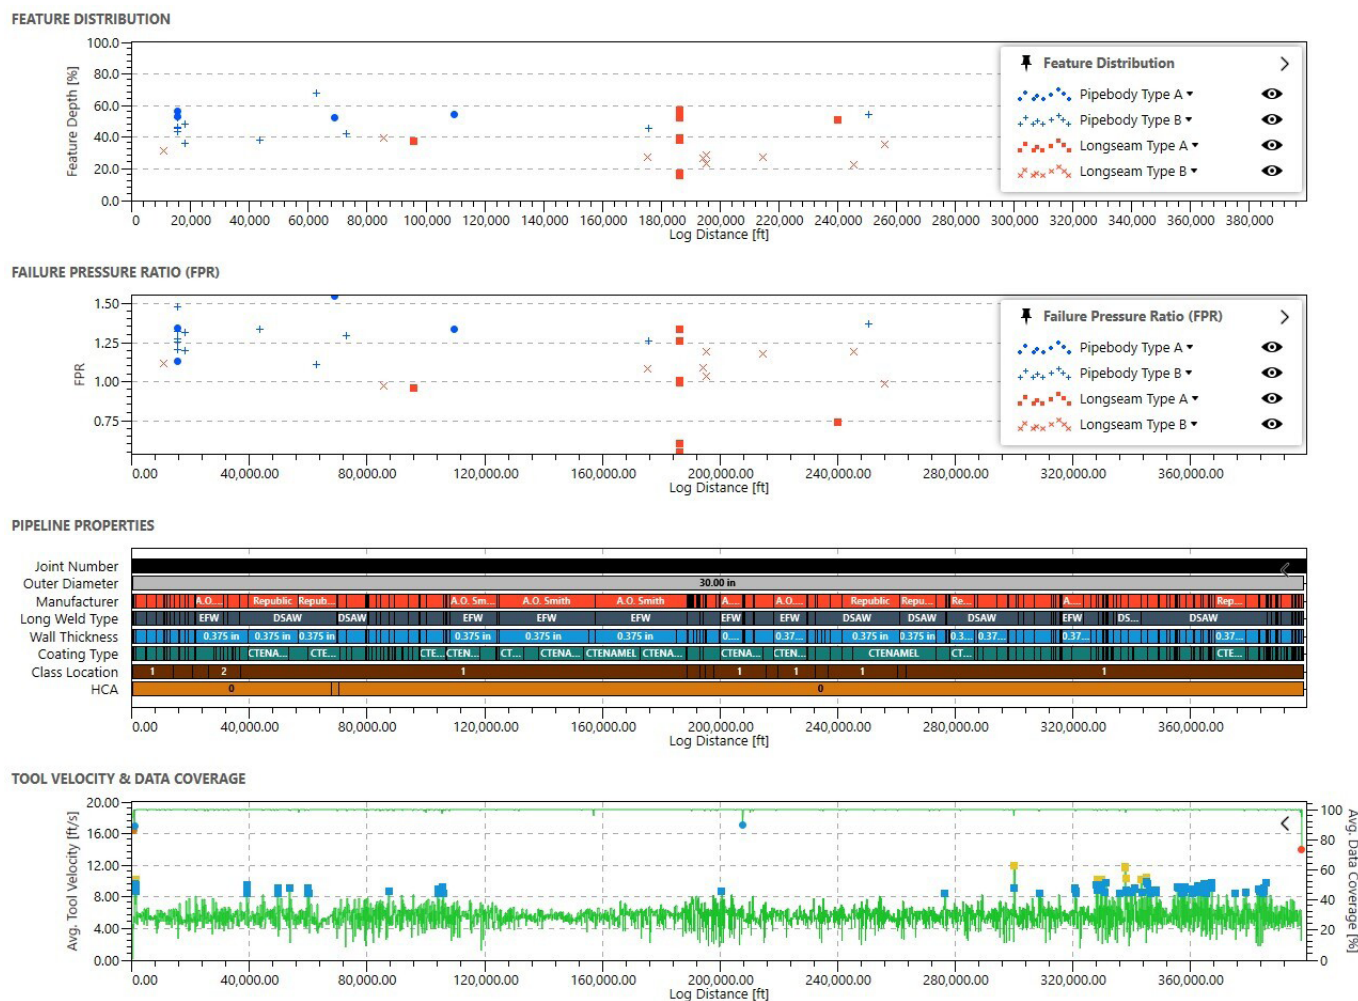 FEATURE DISTRIBUTION
Feature Depth [%]
100.0
80.0
60.0
40.0
20.0
0.0
0 20,000 40,000 60,000 80,000 100,000 120,000 140,000 160,000 180,000 200,000 220,000 240,000 260,000 280,000 300,000 320,000 340,000 360,000 380,000
Log Distance [ft]
Feature Distribution
Pipebody Type A
Pipebody Type B
Longseam Type A
Longseam Type B
FAILURE PRESSURE RATIO (FPR)
FPR
1.50
1.25
1.00
0.75
0.00 40,000.00 80,000.00 120,000.00 160,000.00 200,000.00 240,000.00 280,000.00 320,000.00 360,000.00
Log Distance [ft]
Failure Pressure Ratio (FPR)
Pipebody Type A
Pipebody Type B
Longseam Type A
Longseam Type B
PIPELINE PROPERTIES
Joint Number
Outer Diameter 30.00 in
Manufacturer A.O.... Republic Repub... A.O. Sm... A.O. Smith A.O. Smith A.... A.O.... Republic Repu... Re... A.... Rep...
Long Weld Type EFW DSAW DSAW EFW EFW EFW EFW EFW DSAW DSAW DSAW EFW DS... DSAW
Wall Thickness 0.375 in 0.375 in 0.375 in 0.375 in 0.375 in 0.375 in 0.... 0.37... 0.375 in 0.375 in 0.3... 0.37... 0.37... 0.37...
Coating Type CTENA... CTE... CTE... CTEN... CT... CTENA... CTENAMEL CTENA... CTENA... CTEN... CTENAMEL CT... CTE...
Class Location 1 2 1 1 1 1 1
HCA 0 0
0.00 40,000.00 80,000.00 120,000.00 160,000.00 200,000.00 240,000.00 280,000.00 320,000.00 360,000.00
Log Distance [ft]
TOOL VELOCITY & DATA COVERAGE
Avg. Tool Velocity [ft/s]
20.00
16.00
12.00
8.00
4.00
0.00
100
80
60
40
20
0
Avg. Data Coverage [%]
0.00 40,000.00 80,000.00 120,000.00 160,000.00 200,000.00 240,000.00 280,000.00 320,000.00 360,000.00
Log Distance [ft]